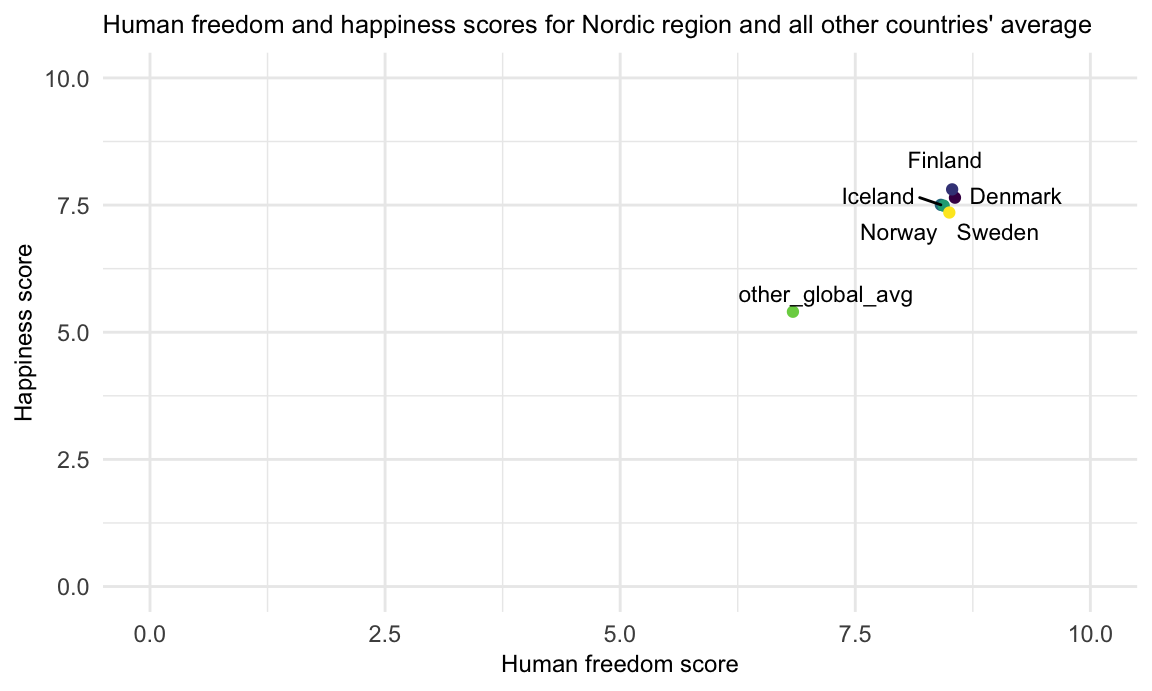 Human freedom and happiness scores for Nordic region and all other countries' average
10.0
7.5
5.0
2.5
0.0
Happiness score
Finland
Iceland
Denmark
Norway
Sweden
other_global_avg
0.0
2.5
5.0
7.5
10.0
Human freedom score